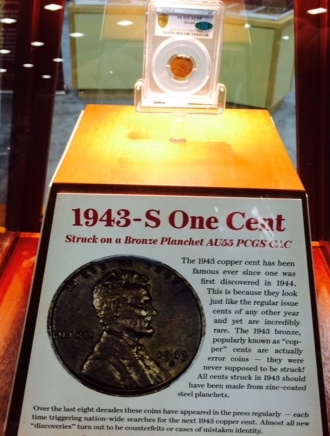 1943-S One Cent
Struck on a Bronze Planchet AU55 PCGS CAC
The 1943 copper cent has been
famous ever since one was
first discovered in 1944.
This is because they look
just like the regular issue
cents of any other year
and yet are incredibly
rare. The 1943 bronze,
popularly known as “cop-
per” cents are actually
error coins — they were
never supposed to be struck!
All cents struck in 1943 should
have been made from zinc-coated
steel planchets.
LIBERTY
1943
Over the last eight decades these coins have appeared in the press regularly — each
time triggering nation-wide searches for the next 1943 copper cent. Almost all new
“discoveries” turn out to be counterfeits or cases of mistaken identity.